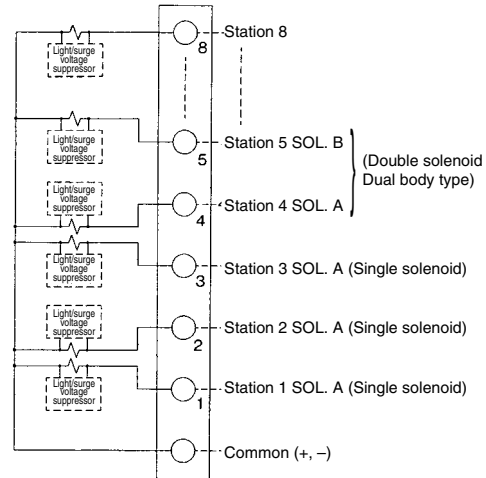 Light/surge
voltage
suppressor
8
Station 8
Light/surge
voltage
suppressor
5
Station 5 SOL. B
(Double solenoid
Dual body type)
Light/surge
voltage
suppressor
4
Station 4 SOL. A
3
Station 3 SOL. A (Single solenoid)
Light/surge
voltage
suppressor
Light/surge
voltage
suppressor
2
Station 2 SOL. A (Single solenoid)
Light/surge
voltage
suppressor
1
Station 1 SOL. A (Single solenoid)
Common (+, –)